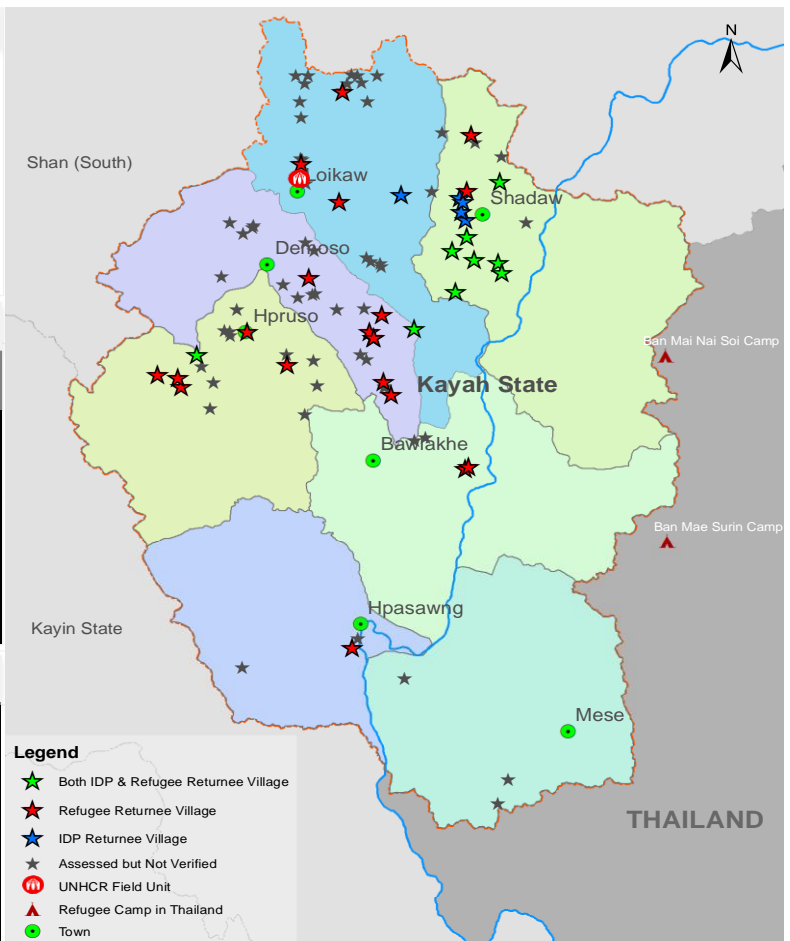 N
Shan (South)
Loikaw
Shadaw
Demoso
Hpruso
Ban Mai Nai Soi Camp
Kayah State
Bawlakhe
Ban Mae Surin Camp
Hpasawng
Kayin State
Mese
THAILAND
Legend
Both IDP & Refugee Returnee Village
Refugee Returnee Village
IDP Returnee Village
Assessed but Not Verified
UNHCR Field Unit
Refugee Camp in Thailand
Town